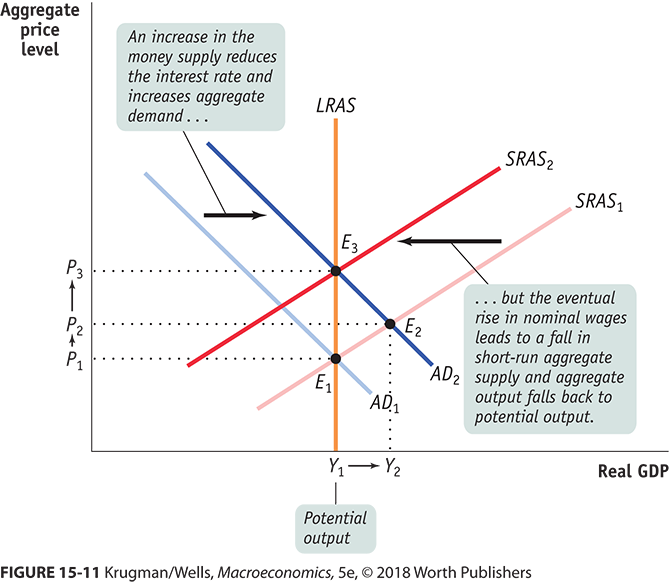 Aggregate
price
level
An increase in the
money supply reduces
the interest rate and
increases aggregate
demand . . .
LRAS
SRAS₂
SRAS₁
E₃
P₃
P₂
P₁
E₂
E₁
AD₂
AD₁
. . . but the eventual
rise in nominal wages
leads to a fall in
short-run aggregate
supply and aggregate
output falls back to
potential output.
Y₁
Y₂
Real GDP
Potential
output
FIGURE 15-11 Krugman/Wells, Macroeconomics, 5e, © 2018 Worth Publishers